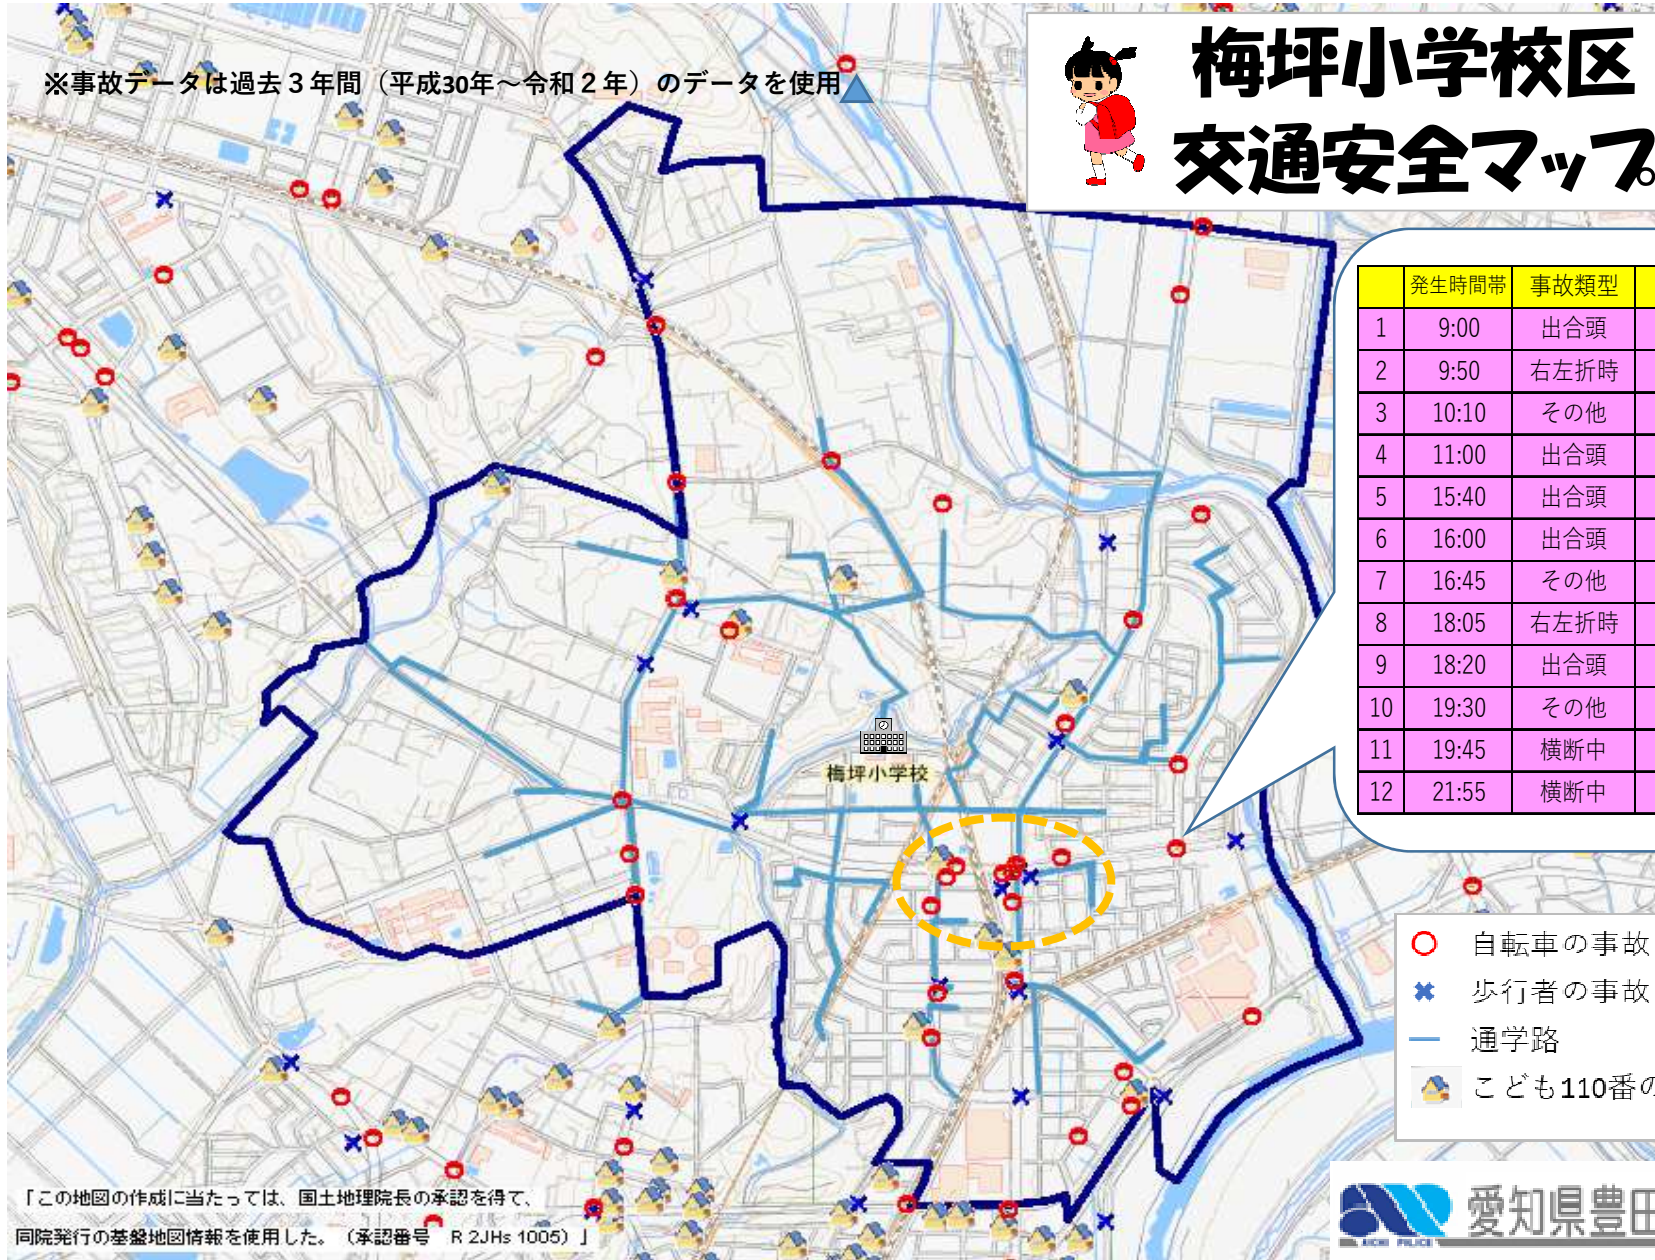 ※事故データは過去３年間（平成30年～令和２年）のデータを使用
梅坪小学校区
交通安全マップ
発生時間帯 事故類型
1 9:00 出合頭
2 9:50 右左折時
3 10:10 その他
4 11:00 出合頭
5 15:40 出合頭
6 16:00 出合頭
7 16:45 その他
8 18:05 右左折時
9 18:20 出合頭
10 19:30 その他
11 19:45 横断中
12 21:55 横断中
梅坪小学校
自転車の事故
歩行者の事故
通学路
こども110番の
「この地図の作成に当たっては、国土地理院長の承認を得て、
同院発行の基盤地図情報を使用した。（承認番号　R 2JHs 1005）」
愛知県豊田
AICHI POLICE